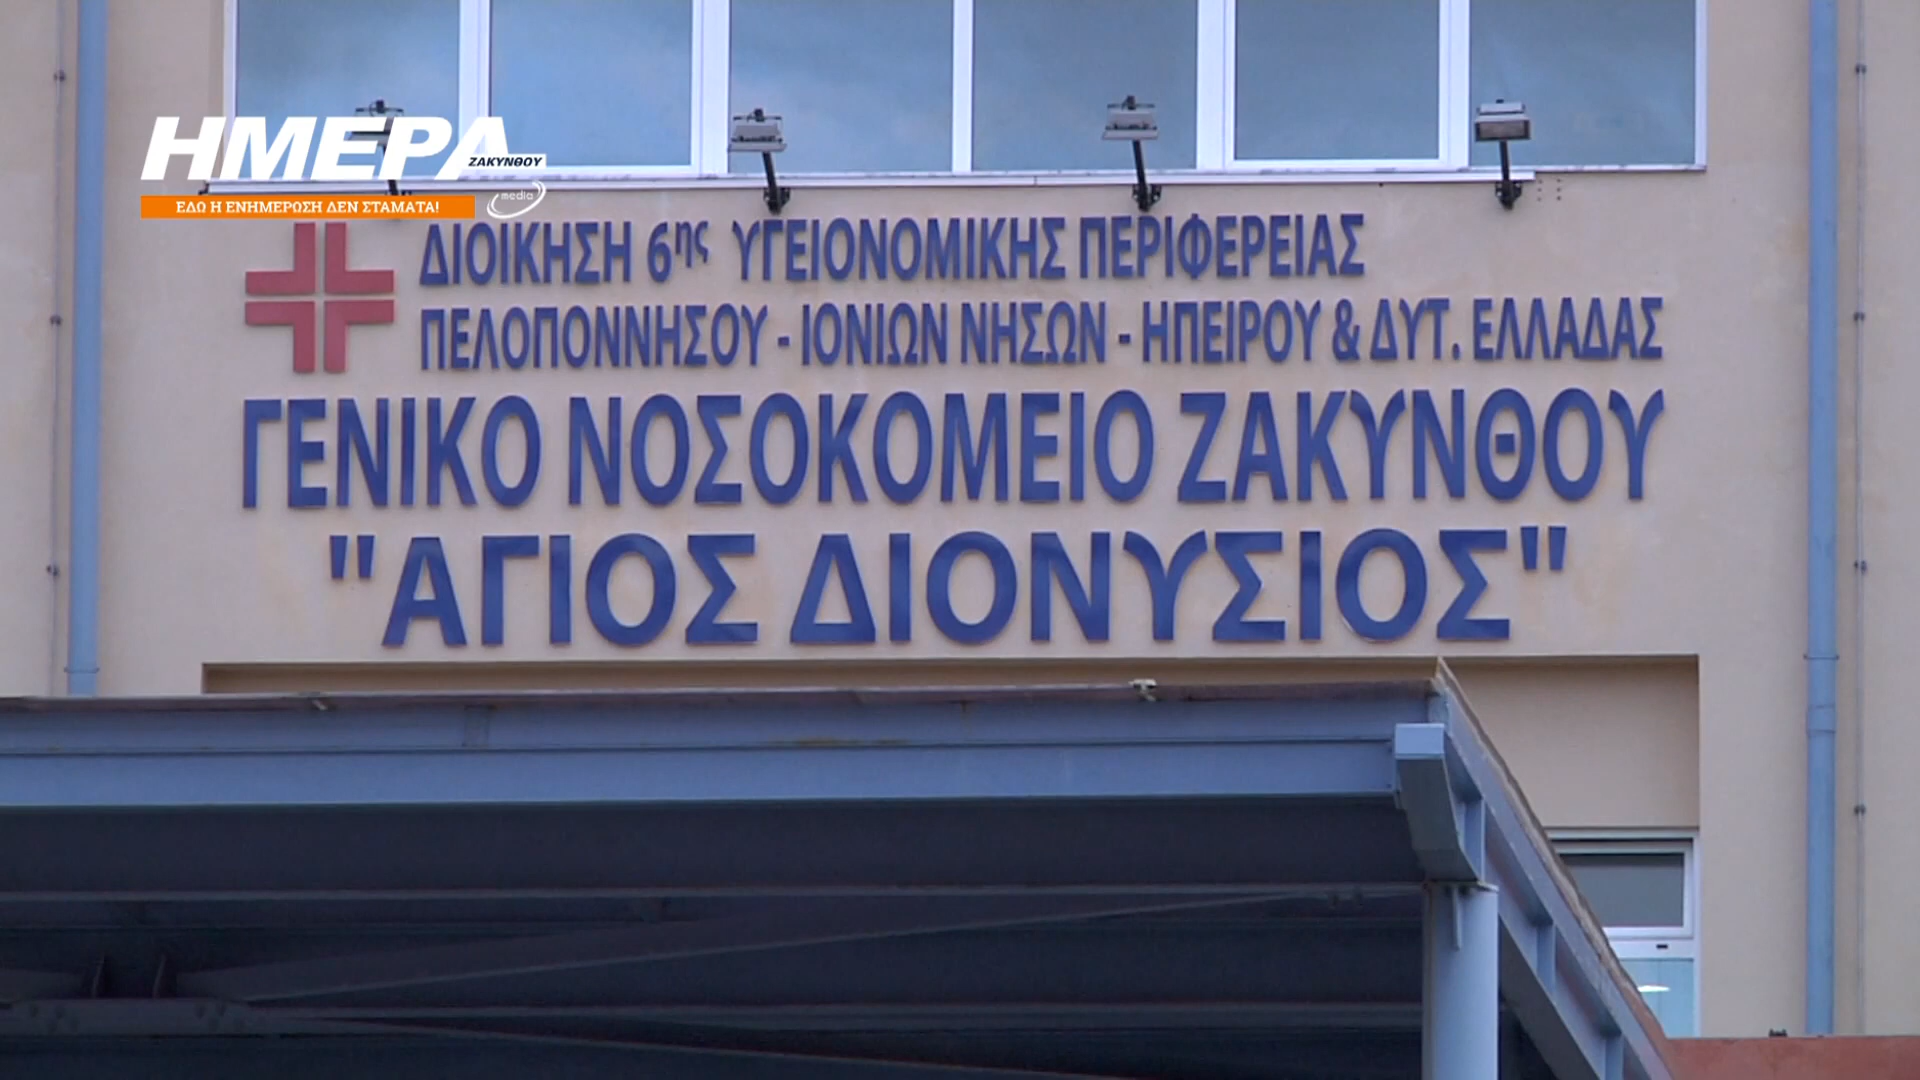 ΗΜΕΡΑ
ΖΑΚΥΝΘΟΥ
media
ΕΔΩ Η ΕΝΗΜΕΡΩΣΗ ΔΕΝ ΣΤΑΜΑΤΑ!
ΔΙΟΙΚΗΣΗ 6ης ΥΓΕΙΟΝΟΜΙΚΗΣ ΠΕΡΙΦΕΡΕΙΑΣ
ΠΕΛΟΠΟΝΝΗΣΟΥ - ΙΟΝΙΩΝ ΝΗΣΩΝ - ΗΠΕΙΡΟΥ & ΔΥΤ. ΕΛΛΑΔΑΣ
ΓΕΝΙΚΟ ΝΟΣΟΚΟΜΕΙΟ ΖΑΚΥΝΘΟΥ
"ΑΓΙΟΣ ΔΙΟΝΥΣΙΟΣ"